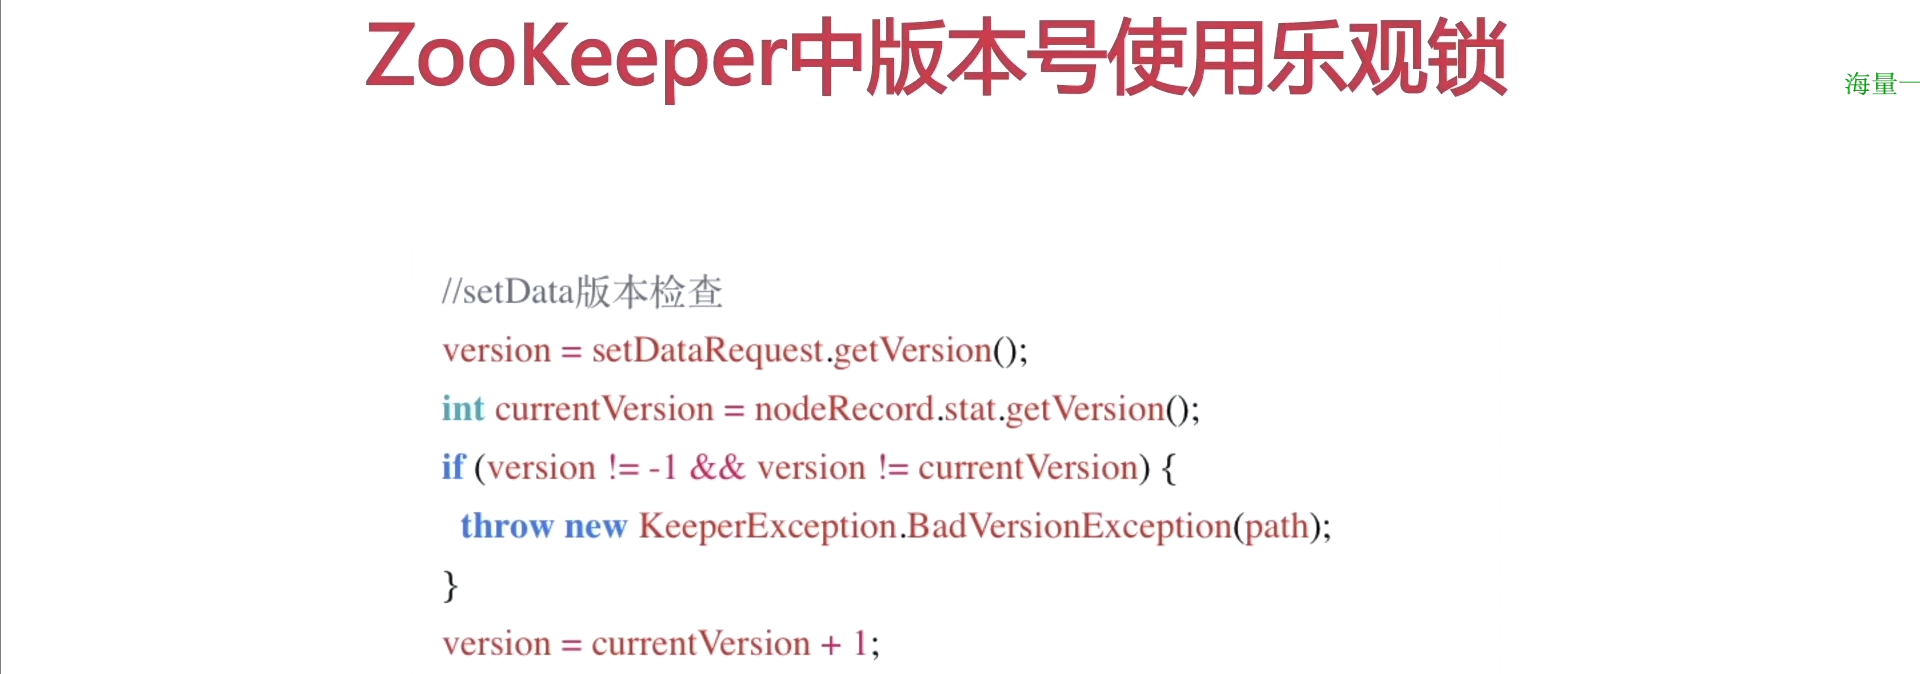 ZooKeeper中版本号使用乐观锁
海量一
//setData版本检查
version = setDataRequest.getVersion();
int currentVersion = nodeRecord.stat.getVersion();
if (version != -1 && version != currentVersion) {
throw new KeeperException.BadVersionException(path);
}
version = currentVersion + 1;